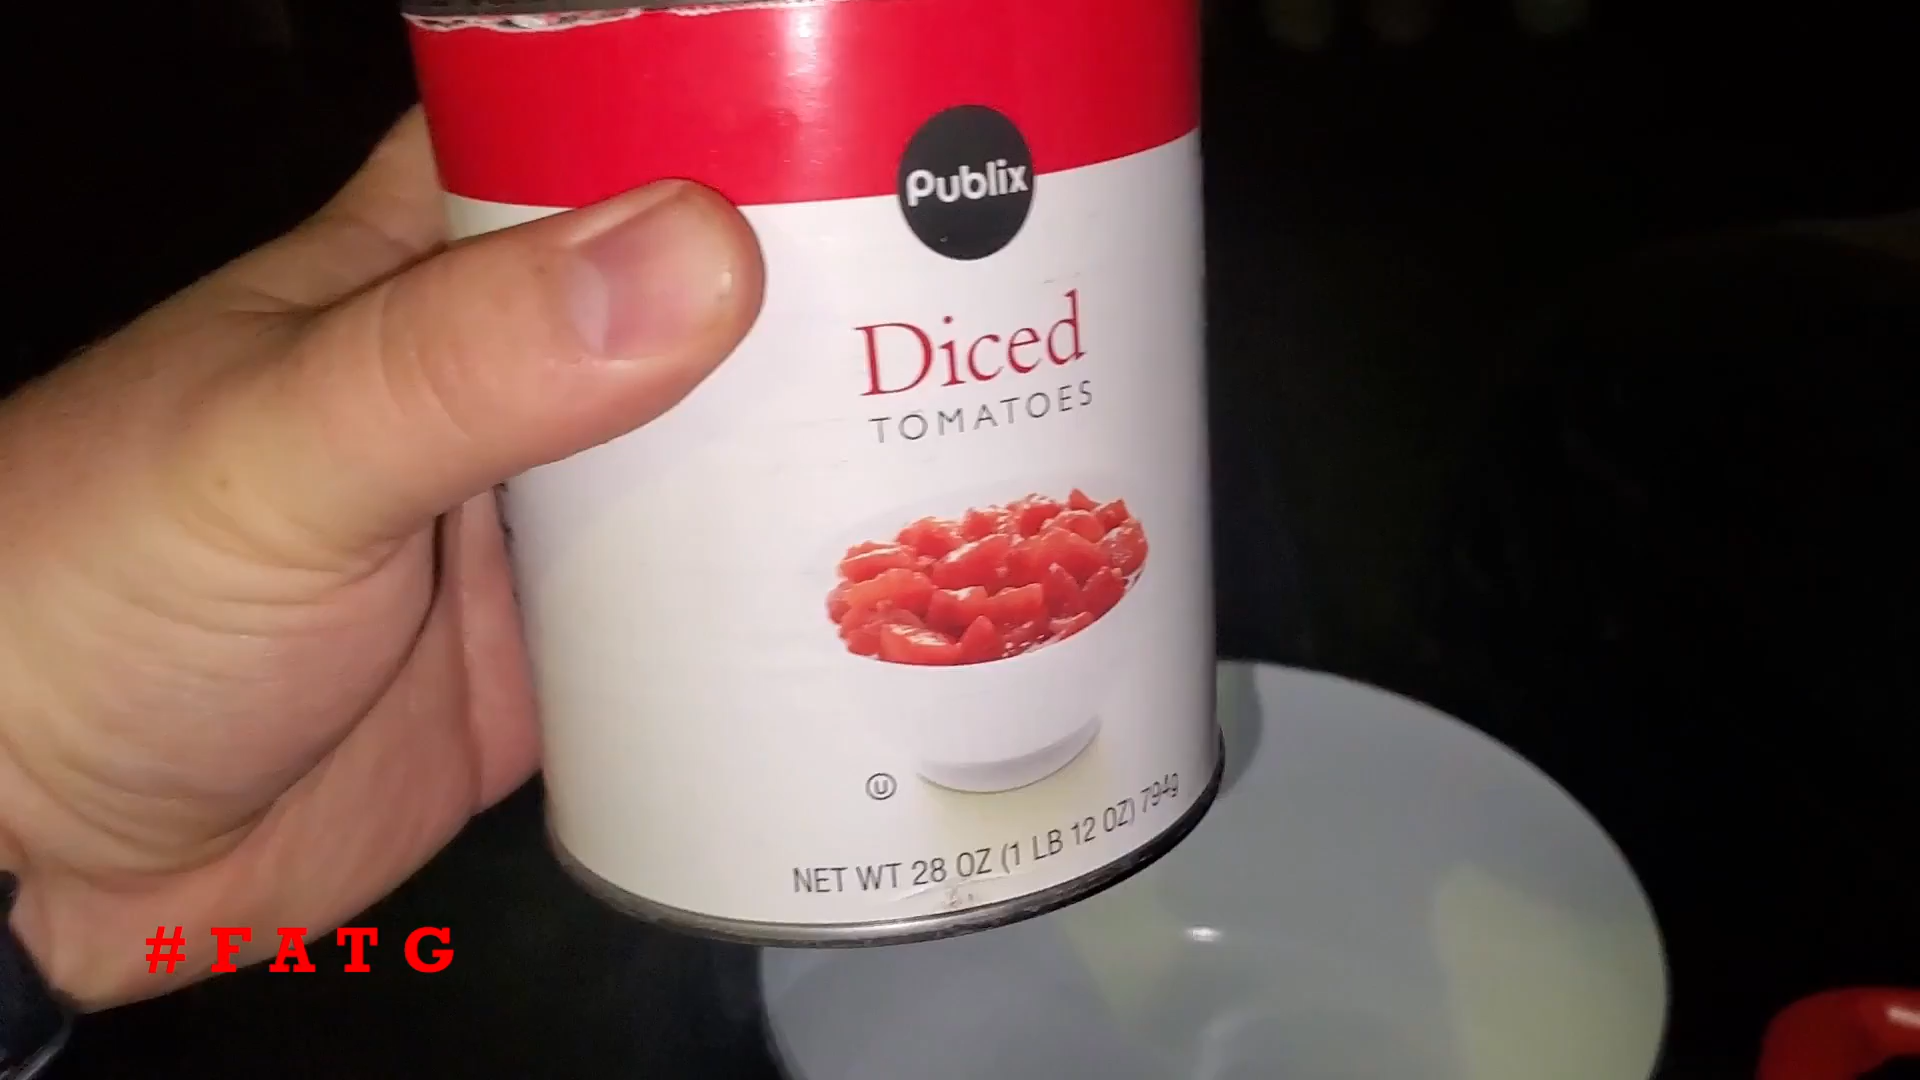 Publix
Diced
TOMATOES
U
NET WT 28 OZ (1 LB 12 OZ) 794g
#FATG